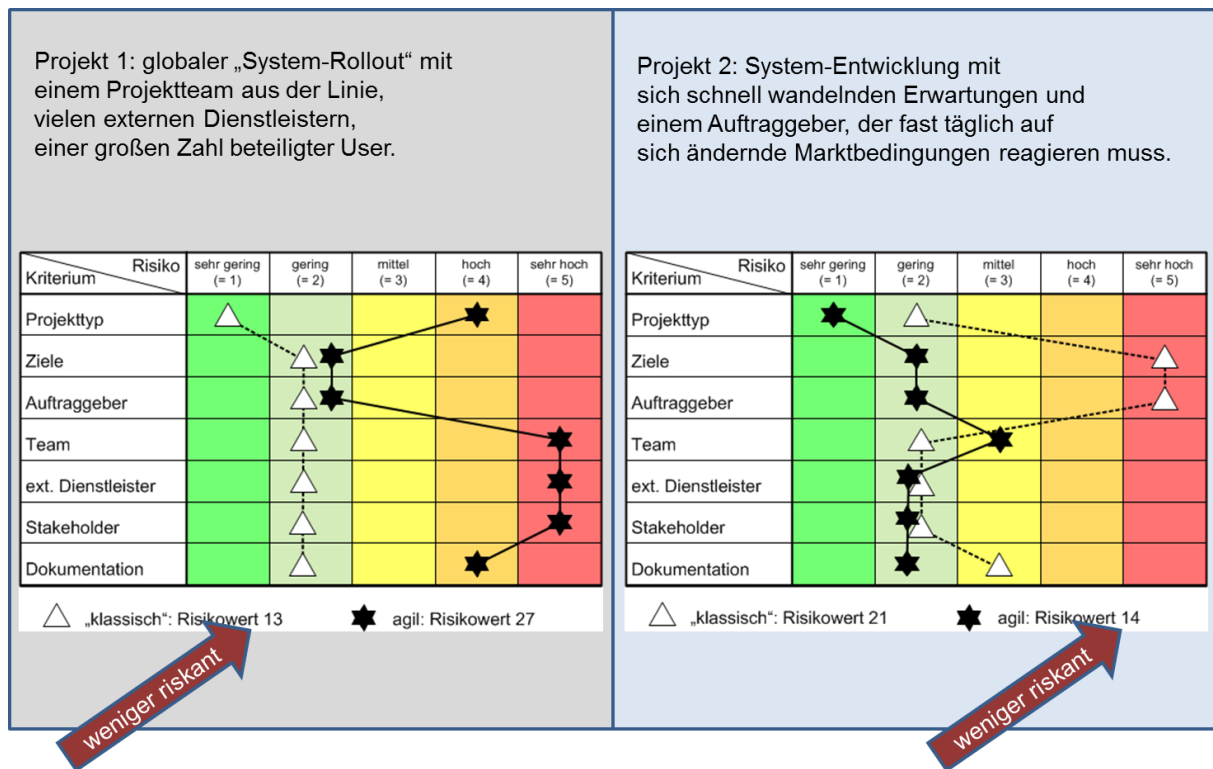 Projekt 1: globaler „System-Rollout“ mit
einem Projektteam aus der Linie,
vielen externen Dienstleistern,
einer großen Zahl beteiligter User.
Risiko
Kriterium
sehr gering
(= 1)
gering
(= 2)
mittel
(= 3)
hoch
(= 4)
sehr hoch
(= 5)
Projekttyp
Ziele
Auftraggeber
Team
ext. Dienstleister
Stakeholder
Dokumentation
„klassisch“: Risikowert 13
agil: Risikowert 27
weniger riskant
Projekt 2: System-Entwicklung mit
sich schnell wandelnden Erwartungen und
einem Auftraggeber, der fast täglich auf
sich ändernde Marktbedingungen reagieren muss.
Risiko
Kriterium
sehr gering
(= 1)
gering
(= 2)
mittel
(= 3)
hoch
(= 4)
sehr hoch
(= 5)
Projekttyp
Ziele
Auftraggeber
Team
ext. Dienstleister
Stakeholder
Dokumentation
„klassisch“: Risikowert 21
agil: Risikowert 14
weniger riskant